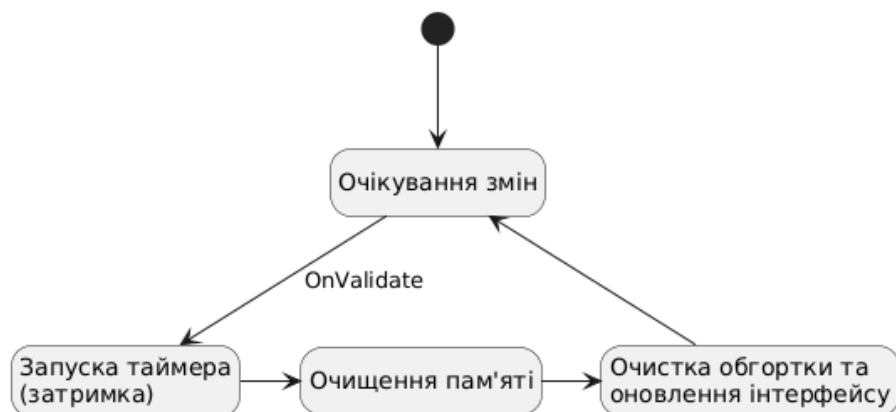 Очікування змін
OnValidate
Запуска таймера
(затримка)
Очищення пам'яті
Очистка обгортки та
оновлення інтерфейсу